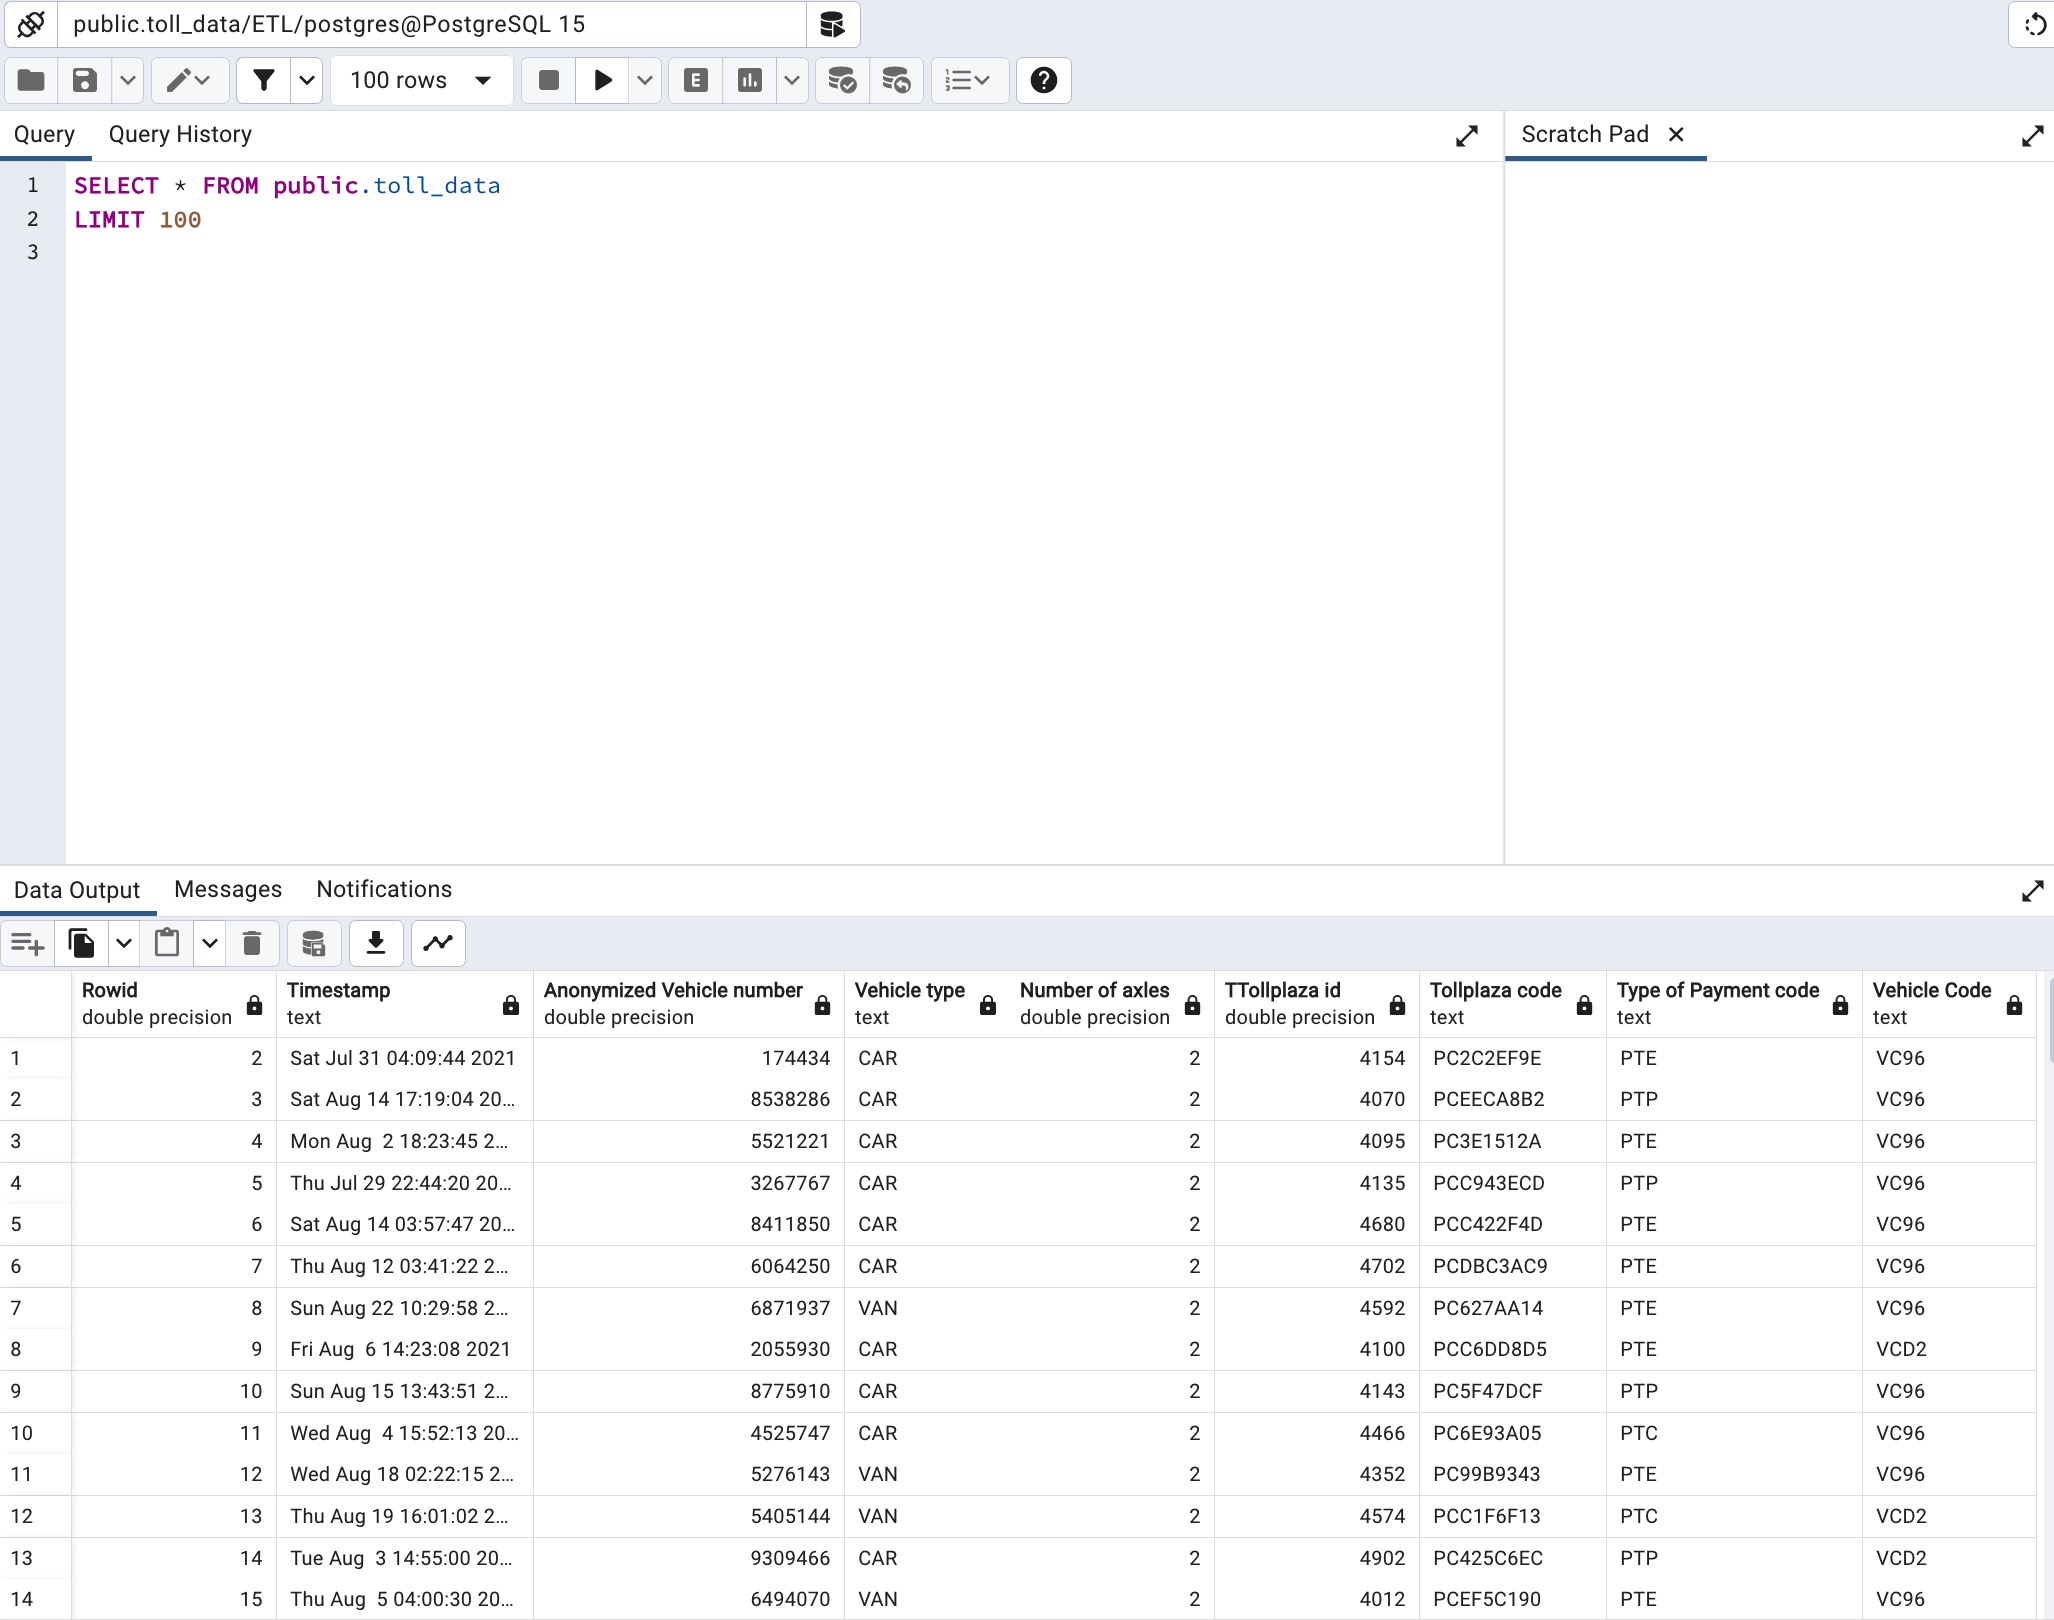 public.toll_data/ETL/postgres@PostgreSQL 15
100 rows
E
Query Query History Scratch Pad
1 SELECT * FROM public.toll_data
2 LIMIT 100
3
Data Output Messages Notifications
Rowid Timestamp Anonymized Vehicle number Vehicle type Number of axles TTollplaza id Tollplaza code Type of Payment code Vehicle Code
double precision text double precision text double precision double precision text text text
1 2 Sat Jul 31 04:09:44 2021 174434 CAR 2 4154 PC2C2EF9E PTE VC96
2 3 Sat Aug 14 17:19:04 20… 8538286 CAR 2 4070 PCEECA8B2 PTP VC96
3 4 Mon Aug  2 18:23:45 2… 5521221 CAR 2 4095 PC3E1512A PTE VC96
4 5 Thu Jul 29 22:44:20 20… 3267767 CAR 2 4135 PCC943ECD PTP VC96
5 6 Sat Aug 14 03:57:47 20… 8411850 CAR 2 4680 PCC422F4D PTE VC96
6 7 Thu Aug 12 03:41:22 2… 6064250 CAR 2 4702 PCDBC3AC9 PTE VC96
7 8 Sun Aug 22 10:29:58 2… 6871937 VAN 2 4592 PC627AA14 PTE VC96
8 9 Fri Aug  6 14:23:08 2021 2055930 CAR 2 4100 PCC6DD8D5 PTE VCD2
9 10 Sun Aug 15 13:43:51 2… 8775910 CAR 2 4143 PC5F47DCF PTP VC96
10 11 Wed Aug  4 15:52:13 20… 4525747 CAR 2 4466 PC6E93A05 PTC VC96
11 12 Wed Aug 18 02:22:15 2… 5276143 VAN 2 4352 PC99B9343 PTE VC96
12 13 Thu Aug 19 16:01:02 2… 5405144 VAN 2 4574 PCC1F6F13 PTC VCD2
13 14 Tue Aug  3 14:55:00 20… 9309466 CAR 2 4902 PC425C6EC PTP VCD2
14 15 Thu Aug  5 04:00:30 20… 6494070 VAN 2 4012 PCEF5C190 PTE VC96